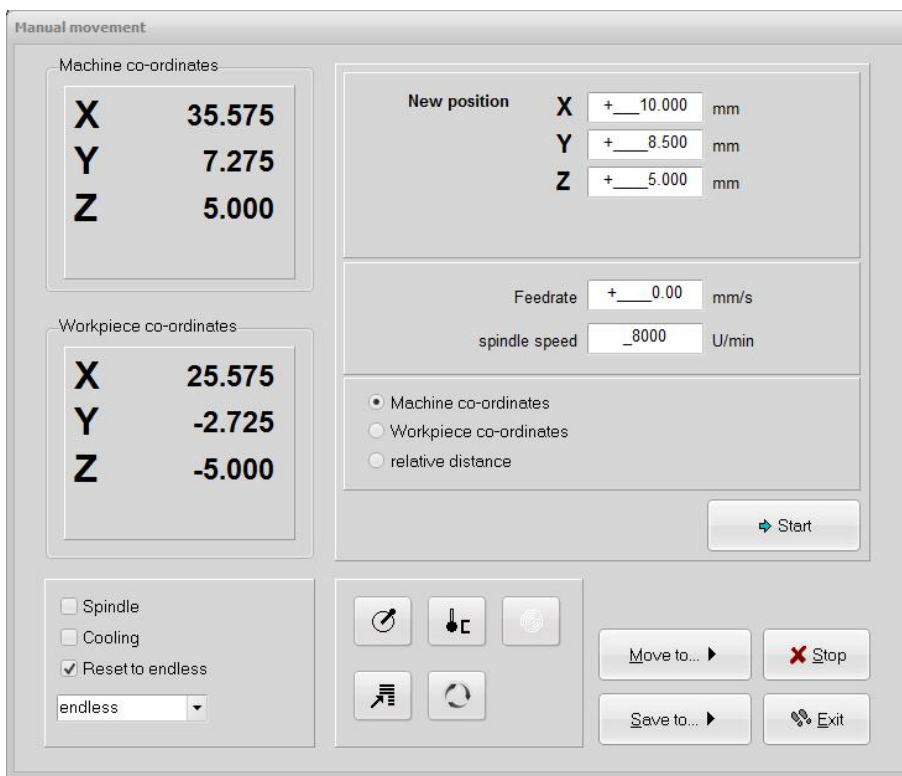 Manual movement
Machine co-ordinates
X 35.575
Y 7.275
Z 5.000
Workpiece co-ordinates
X 25.575
Y -2.725
Z -5.000
New position X +___10.000 mm
Y +____8.500 mm
Z +____5.000 mm
Feedrate +____0.00 mm/s
spindle speed _8000 U/min
Machine co-ordinates
Workpiece co-ordinates
relative distance
Start
Spindle
Cooling
Reset to endless
endless
Move to...
Stop
Save to...
Exit